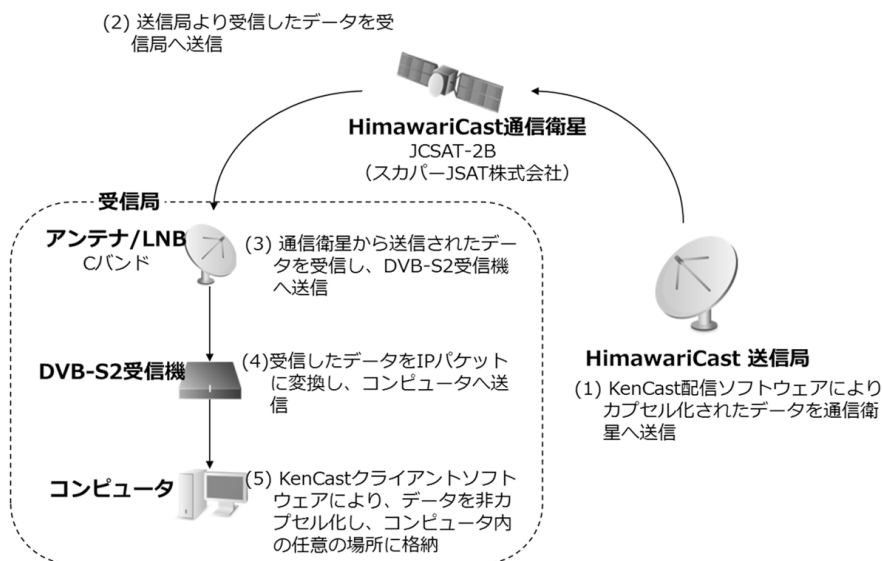 (2) 送信局より受信したデータを受
信局へ送信
HimawariCast通信衛星
JCSAT-2B
（スカパーJSAT株式会社）
受信局
アンテナ/LNB
Cバンド
(3) 通信衛星から送信されたデー
タを受信し、DVB-S2受信機
へ送信
DVB-S2受信機
(4)受信したデータをIPパケット
に変換し、コンピュータへ送
信
コンピュータ
(5) KenCastクライアントソフト
ウェアにより、データを非カ
プセル化し、コンピュータ内
の任意の場所に格納
HimawariCast 送信局
(1) KenCast配信ソフトウェアにより
カプセル化されたデータを通信衛
星へ送信